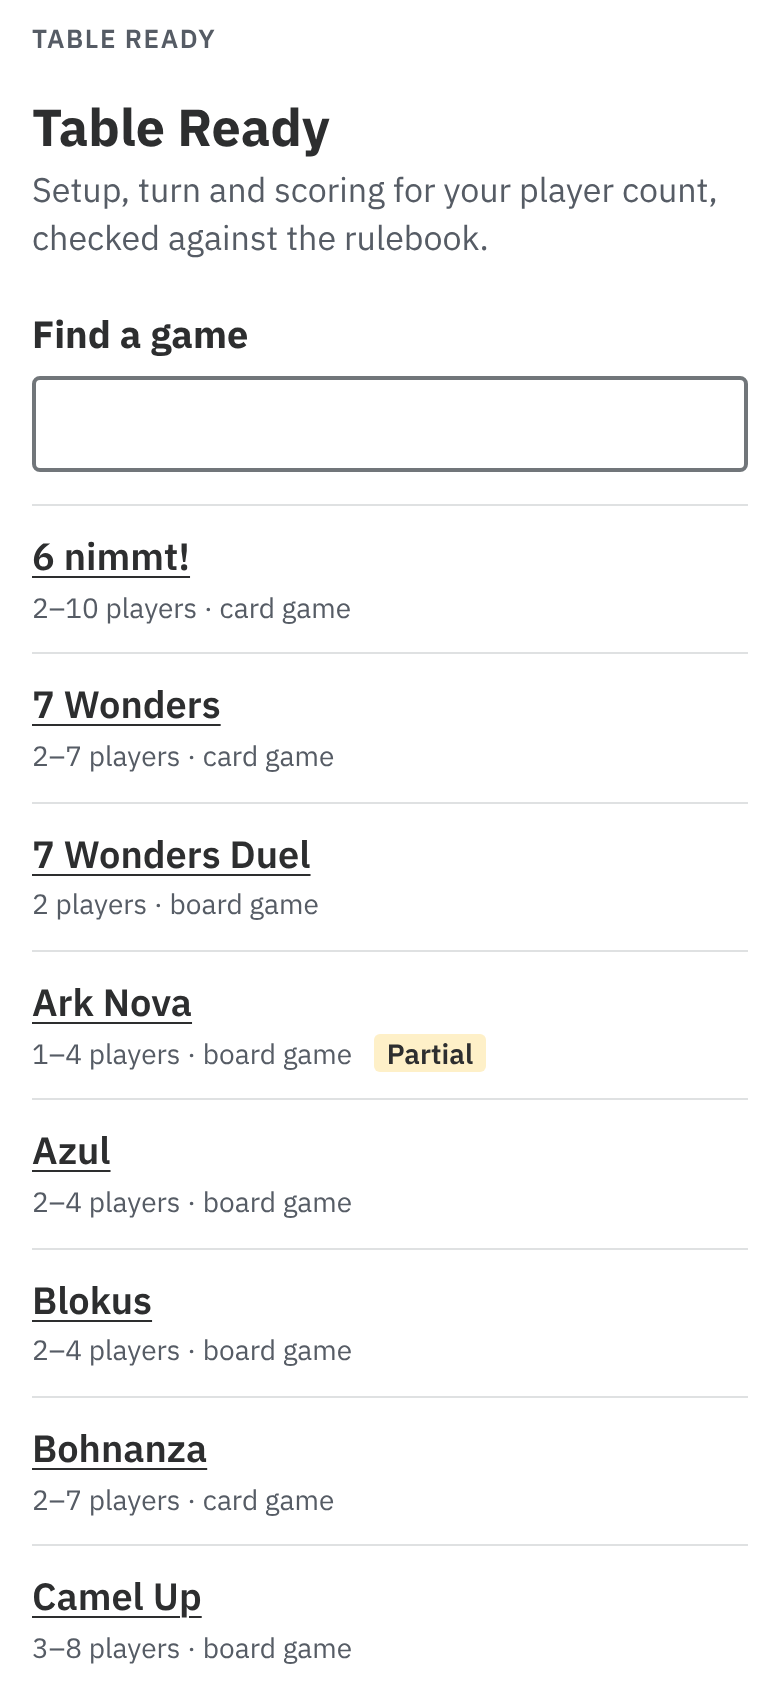 TABLE READY
Table Ready
Setup, turn and scoring for your player count,
checked against the rulebook.
Find a game
6 nimmt!
2–10 players · card game
7 Wonders
2–7 players · card game
7 Wonders Duel
2 players · board game
Ark Nova
1–4 players · board game Partial
Azul
2–4 players · board game
Blokus
2–4 players · board game
Bohnanza
2–7 players · card game
Camel Up
3–8 players · board game